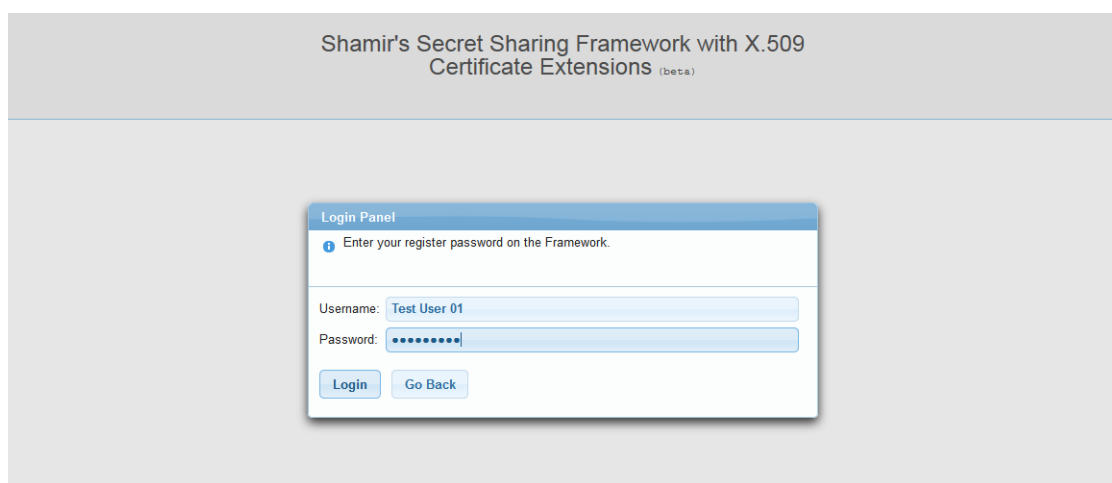 Shamir's Secret Sharing Framework with X.509
Certificate Extensions (beta)
Login Panel
Enter your register password on the Framework.
Username: Test User 01
Password: •••••••••
Login Go Back